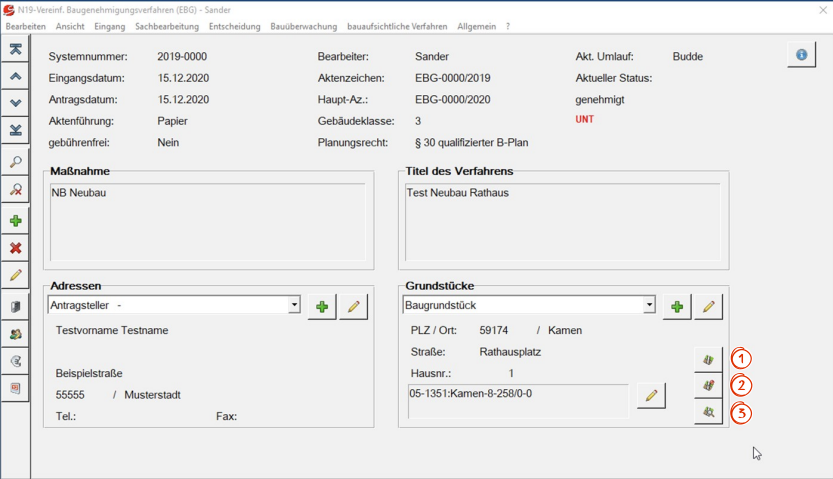 N19-Vereinf. Baugenehmigungsverfahren (EBG) - Sander
Bearbeiten Ansicht Eingang Sachbearbeitung Entscheidung Bauüberwachung bauaufsichtliche Verfahren Allgemein ?
Systemnummer: 2019-0000 Bearbeiter: Sander Akt. Umlauf: Budde
Eingangsdatum: 15.12.2020 Aktenzeichen: EBG-0000/2019 Aktueller Status:
Antragsdatum: 15.12.2020 Haupt-Az.: EBG-0000/2020 genehmigt
Aktenführung: Papier Gebäudeklasse: 3 UNT
gebührenfrei: Nein Planungsrecht: § 30 qualifizierter B-Plan
Maßnahme
NB Neubau
Titel des Verfahrens
Test Neubau Rathaus
Adressen
Antragsteller -
Testvorname Testname
Beispielstraße
55555 / Musterstadt
Tel.: Fax:
Grundstücke
Baugrundstück
PLZ / Ort: 59174 / Kamen
Straße: Rathausplatz
Hausnr.: 1
05-1351:Kamen-8-258/0-0
1
2
3